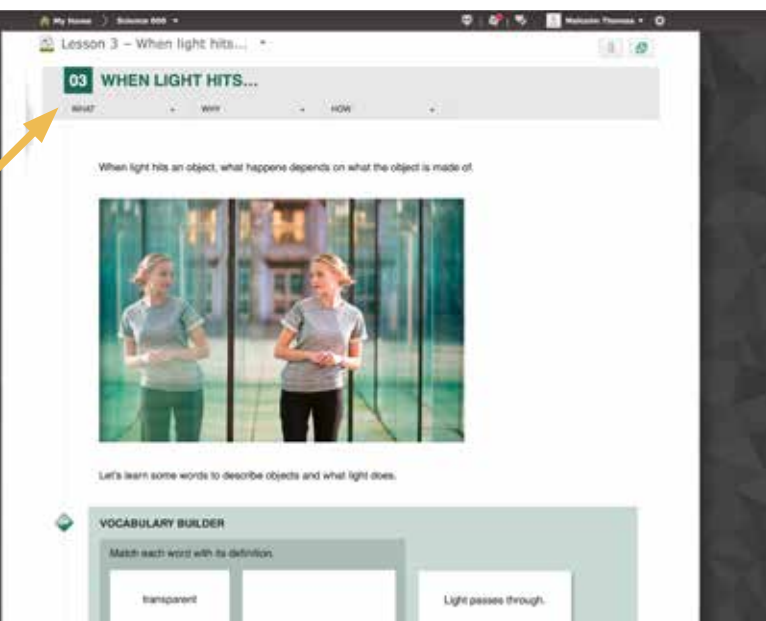 My Home
Science 600
Malcolm Thomas
Lesson 3 – When light hits...
03 WHEN LIGHT HITS...
WHAT WHY HOW
When light hits an object, what happens depends on what the object is made of.
Let's learn some words to describe objects and what light does.
VOCABULARY BUILDER
Match each word with its definition.
transparent
Light passes through.